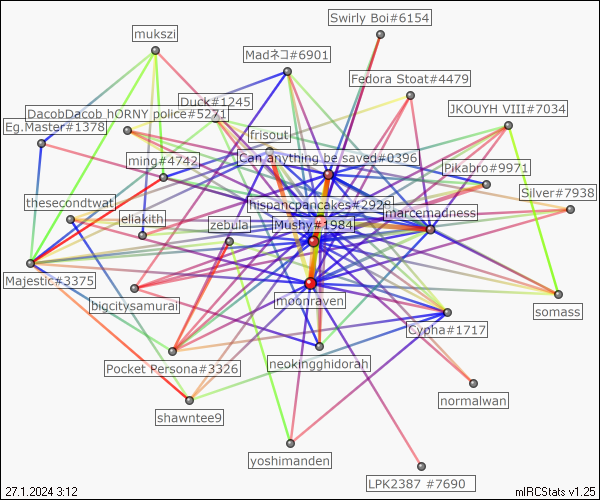 Swirly Boi#6154
mukszi
Madネコ#6901
Fedora Stoat#4479
Duck#1245
DacobDacob hORNY police#5271
JKOUYH VIII#7034
Eg.Master#1378
frisout
ming#4742
Can anything be saved#0396
Pikabro#9971
Silver#7938
thesecondtwat
hispancpancakes#2928
marcemadness
eliakith
zebula
Mushy#1984
Majestic#3375
moonraven
bigcitysamurai
somass
Cypha#1717
Pocket Persona#3326
neokingghidorah
normalwan
shawntee9
yoshimanden
LPK2387 #7690
27.1.2024 3:12
mIRCStats v1.25